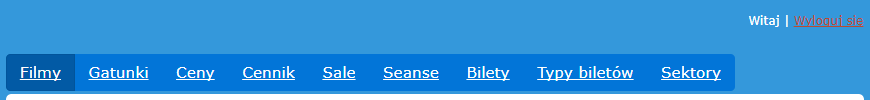 Witaj | Wyloguj się
Filmy Gatunki Ceny Cennik Sale Seanse Bilety Typy biletów Sektory